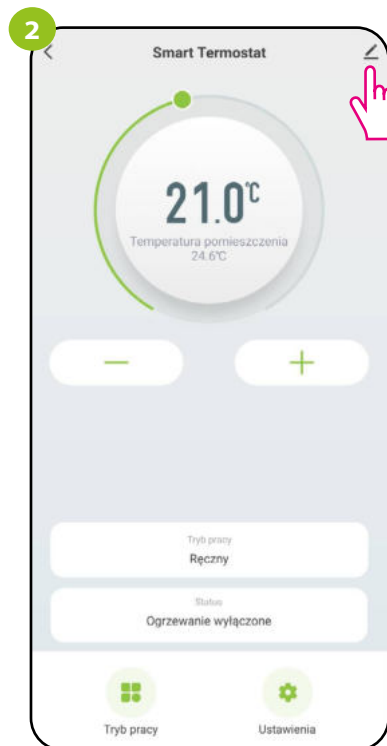 2
Smart Termostat
21.0°C
Temperatura pomieszczenia
24.6°C
Tryb pracy
Ręczny
Status
Ogrzewanie wyłączone
Tryb pracy
Ustawienia